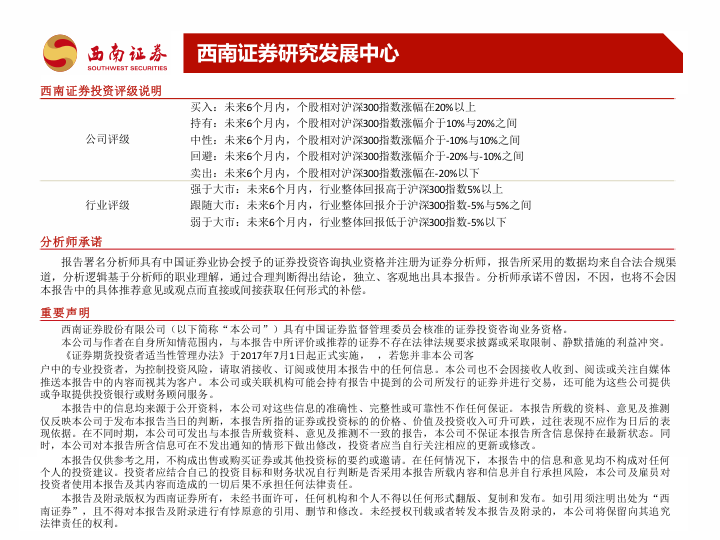 西南证券
SOUTHWEST SECURITIES
西南证券研究发展中心
西南证券投资评级说明
公司评级
买入：未来6个月内，个股相对沪深300指数涨幅在20%以上
持有：未来6个月内，个股相对沪深300指数涨幅介于10%与20%之间
中性：未来6个月内，个股相对沪深300指数涨幅介于-10%与10%之间
回避：未来6个月内，个股相对沪深300指数涨幅介于-20%与-10%之间
卖出：未来6个月内，个股相对沪深300指数涨幅在-20%以下
行业评级
强于大市：未来6个月内，行业整体回报高于沪深300指数5%以上
跟随大市：未来6个月内，行业整体回报介于沪深300指数-5%与5%之间
弱于大市：未来6个月内，行业整体回报低于沪深300指数-5%以下
分析师承诺
报告署名分析师具有中国证券业协会授予的证券投资咨询执业资格并注册为证券分析师，报告所采用的数据均来自合法合规渠
道，分析逻辑基于分析师的职业理解，通过合理判断得出结论，独立、客观地出具本报告。分析师承诺不曾因，不因，也将不会因
本报告中的具体推荐意见或观点而直接或间接获取任何形式的补偿。
重要声明
西南证券股份有限公司（以下简称“本公司”）具有中国证券监督管理委员会核准的证券投资咨询业务资格。
本公司与作者在自身所知情范围内，与本报告中所评价或推荐的证券不存在法律法规要求披露或采取限制、静默措施的利益冲突。
《证券期货投资者适当性管理办法》于2017年7月1日起正式实施， ，若您并非本公司客
户中的专业投资者，为控制投资风险，请取消接收、订阅或使用本报告中的任何信息。本公司也不会因接收人收到、阅读或关注自媒体
推送本报告中的内容而视其为客户。本公司或关联机构可能会持有报告中提到的公司所发行的证券并进行交易，还可能为这些公司提供
或争取提供投资银行或财务顾问服务。
本报告中的信息均来源于公开资料，本公司对这些信息的准确性、完整性或可靠性不作任何保证。本报告所载的资料、意见及推测
仅反映本公司于发布本报告当日的判断，本报告所指的证券或投资标的的价格、价值及投资收入可升可跌，过往表现不应作为日后的表
现依据。在不同时期，本公司可发出与本报告所载资料、意见及推测不一致的报告，本公司不保证本报告所含信息保持在最新状态。同
时，本公司对本报告所含信息可在不发出通知的情形下做出修改，投资者应当自行关注相应的更新或修改。
本报告仅供参考之用，不构成出售或购买证券或其他投资标的要约或邀请。在任何情况下，本报告中的信息和意见均不构成对任何
个人的投资建议。投资者应结合自己的投资目标和财务状况自行判断是否采用本报告所载内容和信息并自行承担风险，本公司及雇员对
投资者使用本报告及其内容而造成的一切后果不承担任何法律责任。
本报告及附录版权为西南证券所有，未经书面许可，任何机构和个人不得以任何形式翻版、复制和发布。如引用须注明出处为“西
南证券”，且不得对本报告及附录进行有悖原意的引用、删节和修改。未经授权刊载或者转发本报告及附录的，本公司将保留向其追究
法律责任的权利。